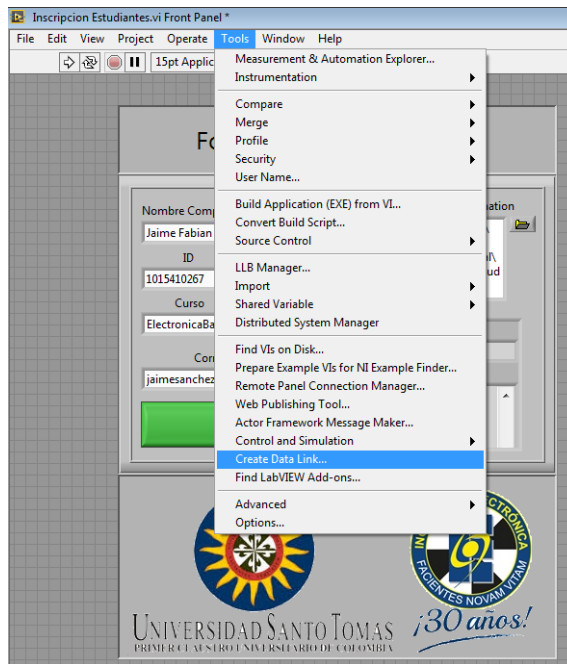 Inscripcion Estudiantes.vi Front Panel *
File Edit View Project Operate Tools Window Help
15pt Applic
Measurement & Automation Explorer...
Instrumentation
Compare
Merge
Profile
Security
User Name...
Build Application (EXE) from VI...
Convert Build Script...
Source Control
LLB Manager...
Import
Shared Variable
Distributed System Manager
Find VIs on Disk...
Prepare Example VIs for NI Example Finder...
Remote Panel Connection Manager...
Web Publishing Tool...
Actor Framework Message Maker...
Control and Simulation
Create Data Link...
Find LabVIEW Add-ons...
Advanced
Options...
Fo
Nombre Comp
Jaime Fabian
ID
1015410267
Curso
ElectronicaBa
Corr
jaimesanchez
ation
\
al\
ud
UNIVERSIDAD SANTO TOMAS
PRIMER CLAUSTRO UNIVERSITARIO DE COLOMBIA
FACIENTES NOVAM VITAM
¡30 años!